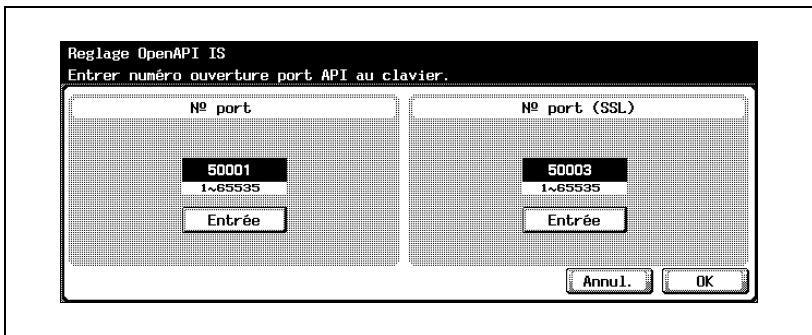 Reglage OpenAPI IS
Entrer numéro ouverture port API au clavier.
Nº port
Nº port (SSL)
50001
50003
1~65535
1~65535
Entrée
Entrée
Annul.
OK